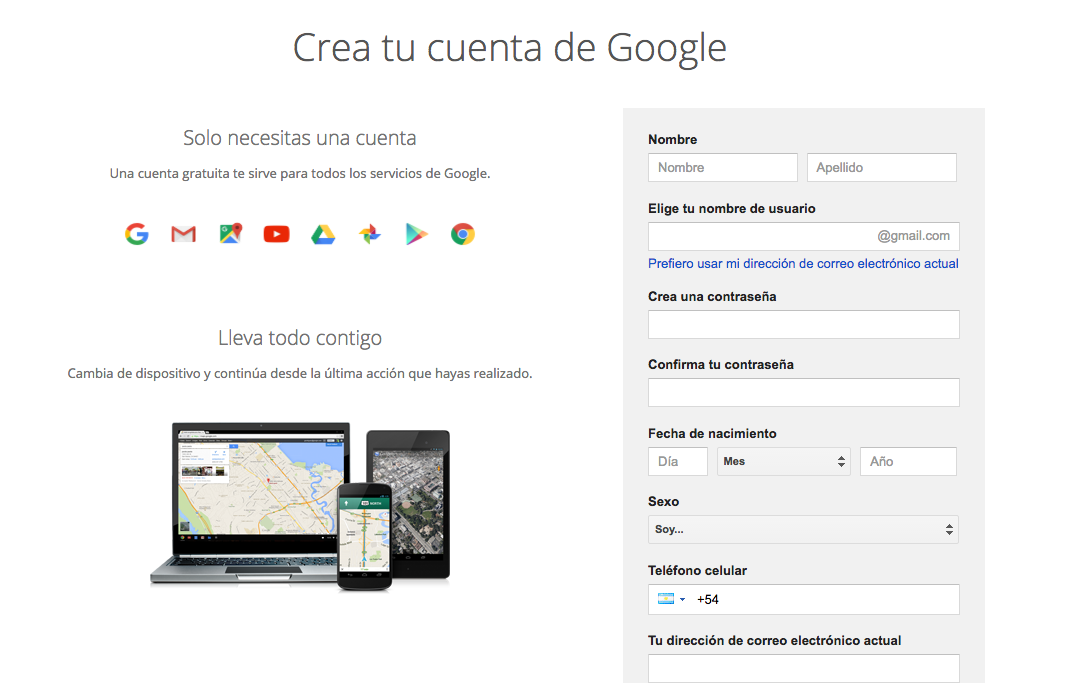 Crea tu cuenta de Google
Solo necesitas una cuenta
Una cuenta gratuita te sirve para todos los servicios de Google.
Lleva todo contigo
Cambia de dispositivo y continúa desde la última acción que hayas realizado.
Nombre
Nombre Apellido
Elige tu nombre de usuario
@gmail.com
Prefiero usar mi dirección de correo electrónico actual
Crea una contraseña
Confirma tu contraseña
Fecha de nacimiento
Día Mes Año
Sexo
Soy...
Teléfono celular
+54
Tu dirección de correo electrónico actual